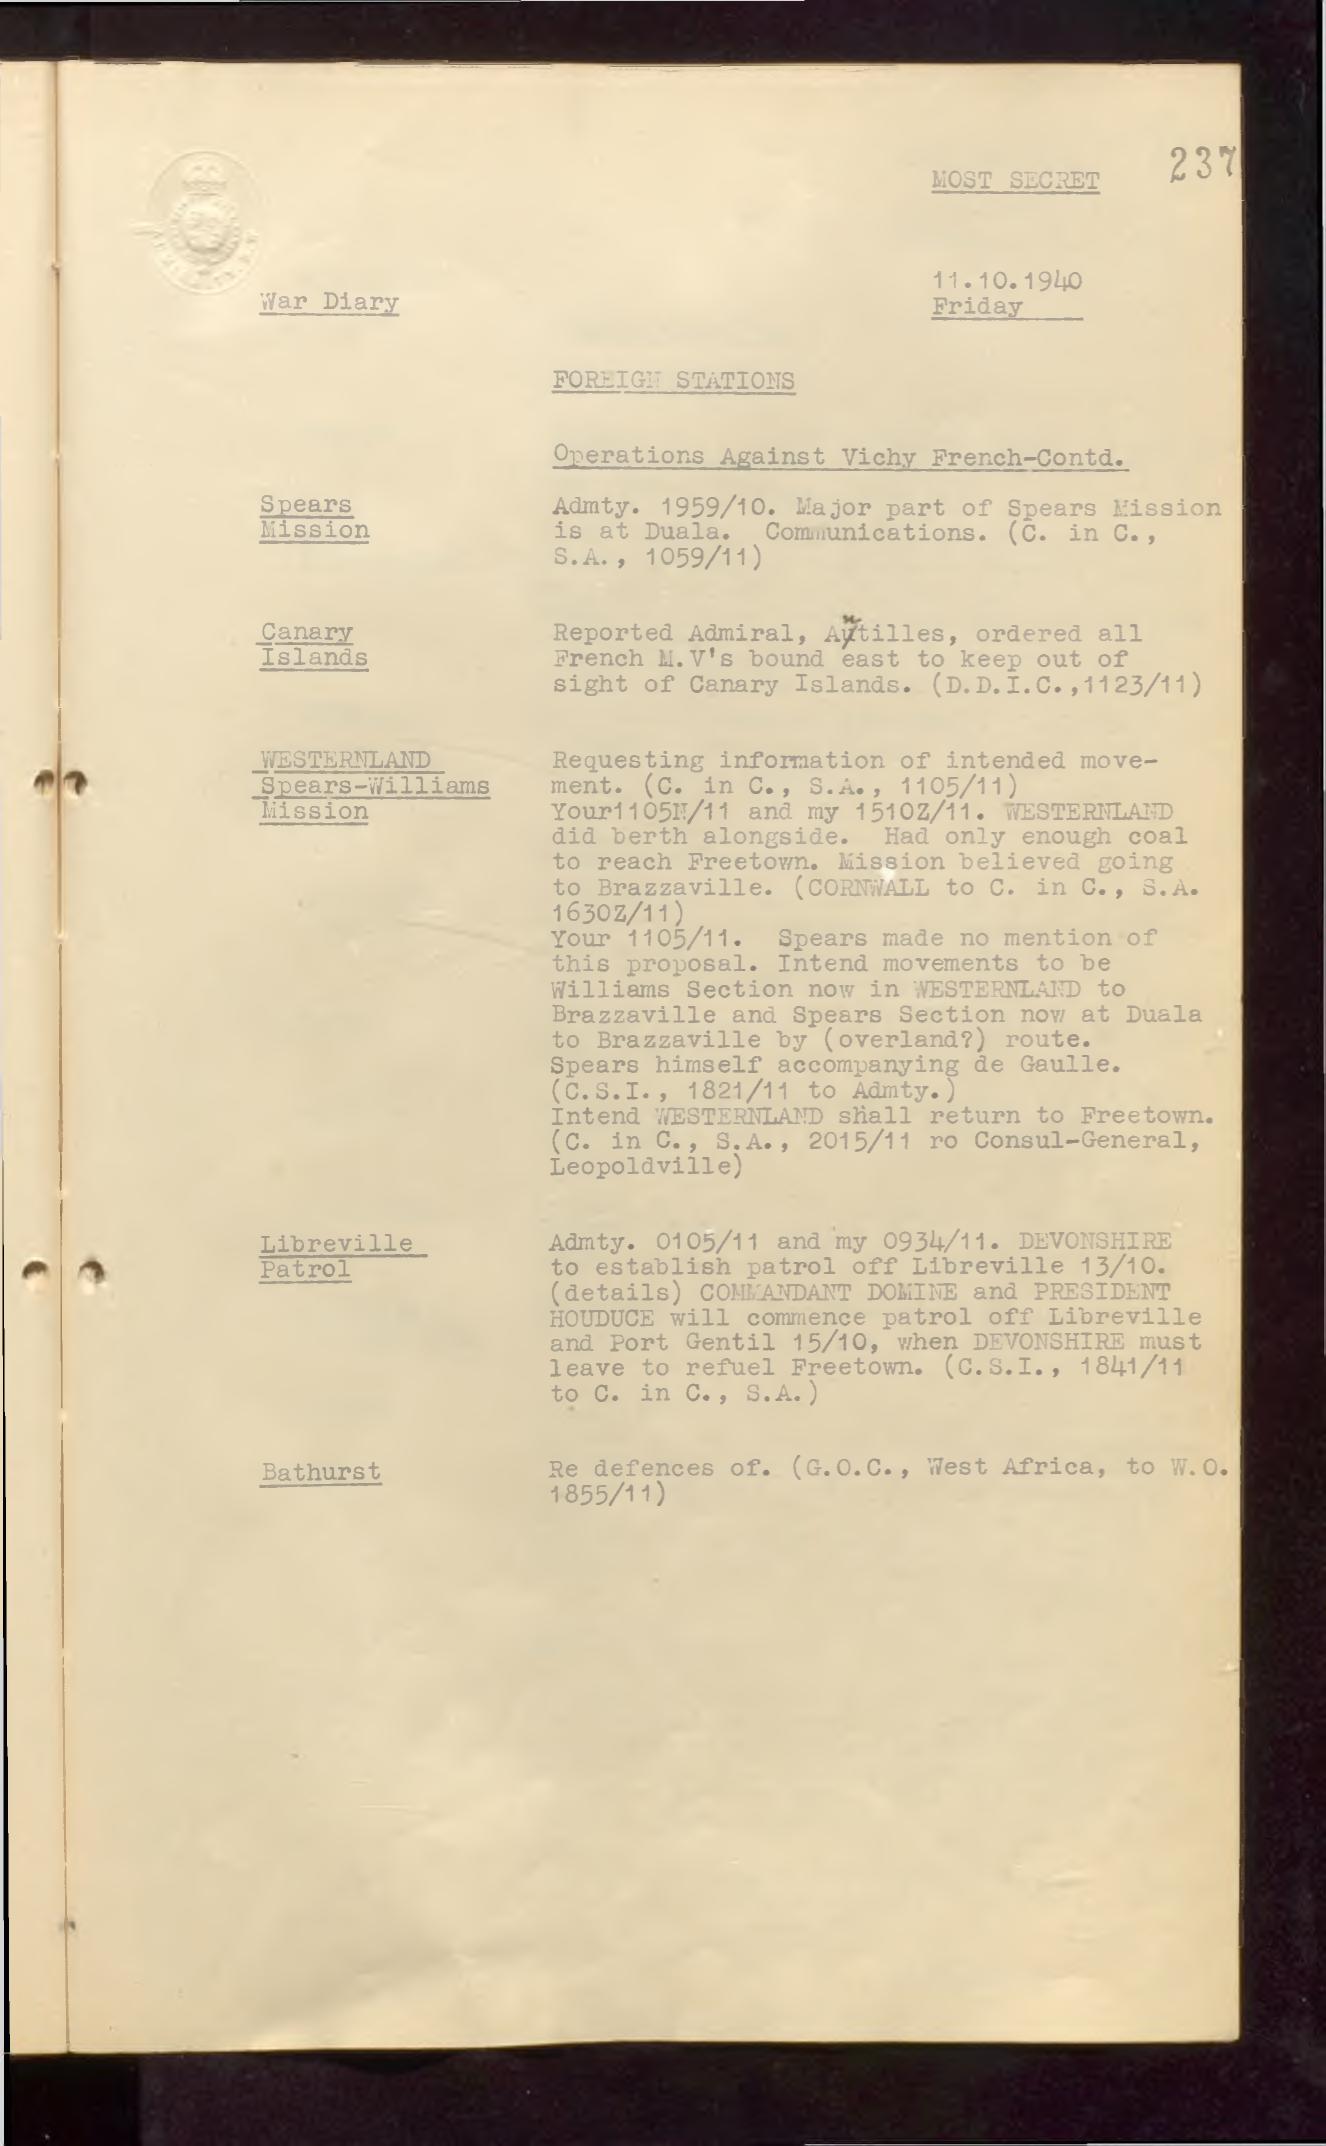 237
MOST SECRET
11.10.1940
War Diary
Friday
FOREIGN STATIONS
Operations Against Vichy French-Contd.
Spears
Mission
Admty. 1959/10. Major part of Spears Mission
is at Duala. Communications. (C. in C.,
S.A., 1059/11)
Canary
Islands
Reported Admiral, Antilles, ordered all
French M.V's bound east to keep out of
sight of Canary Islands. (D.D.I.C.,1123/11)
WESTERNLAND
Spears-Williams
Mission
Requesting information of intended move-
ment. (C. in C., S.A., 1105/11)
Your1105N/11 and my 1510Z/11. WESTERNLAND
did berth alongside. Had only enough coal
to reach Freetown. Mission believed going
to Brazzaville. (CORNWALL to C. in C., S.A.
1630Z/11)
Your 1105/11. Spears made no mention of
this proposal. Intend movements to be
Williams Section now in WESTERNLAND to
Brazzaville and Spears Section now at Duala
to Brazzaville by (overland?) route.
Spears himself accompanying de Gaulle.
(C.S.I., 1821/11 to Admty.)
Intend WESTERNLAND shall return to Freetown.
(C. in C., S.A., 2015/11 ro Consul-General,
Leopoldville)
Libreville
Patrol
Admty. 0105/11 and my 0934/11. DEVONSHIRE
to establish patrol off Libreville 13/10.
(details) COMMANDANT DOMINE and PRESIDENT
HOUDUCE will commence patrol off Libreville
and Port Gentil 15/10, when DEVONSHIRE must
leave to refuel Freetown. (C.S.I., 1841/11
to C. in C., S.A.)
Bathurst
Re defences of. (G.O.C., West Africa, to W.O.
1855/11)